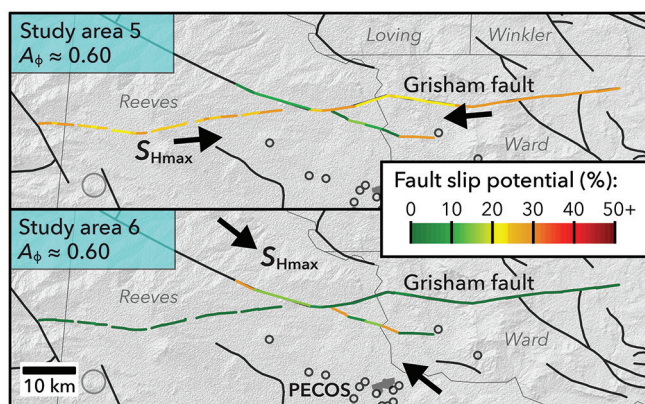 Study area 5
Aϕ ≈ 0.60
Loving
Winkler
Grisham fault
Reeves
SHmax
Ward
Fault slip potential (%):
0 10 20 30 40 50+
Study area 6
Aϕ ≈ 0.60
SHmax
Grisham fault
Reeves
Ward
10 km
PECOS